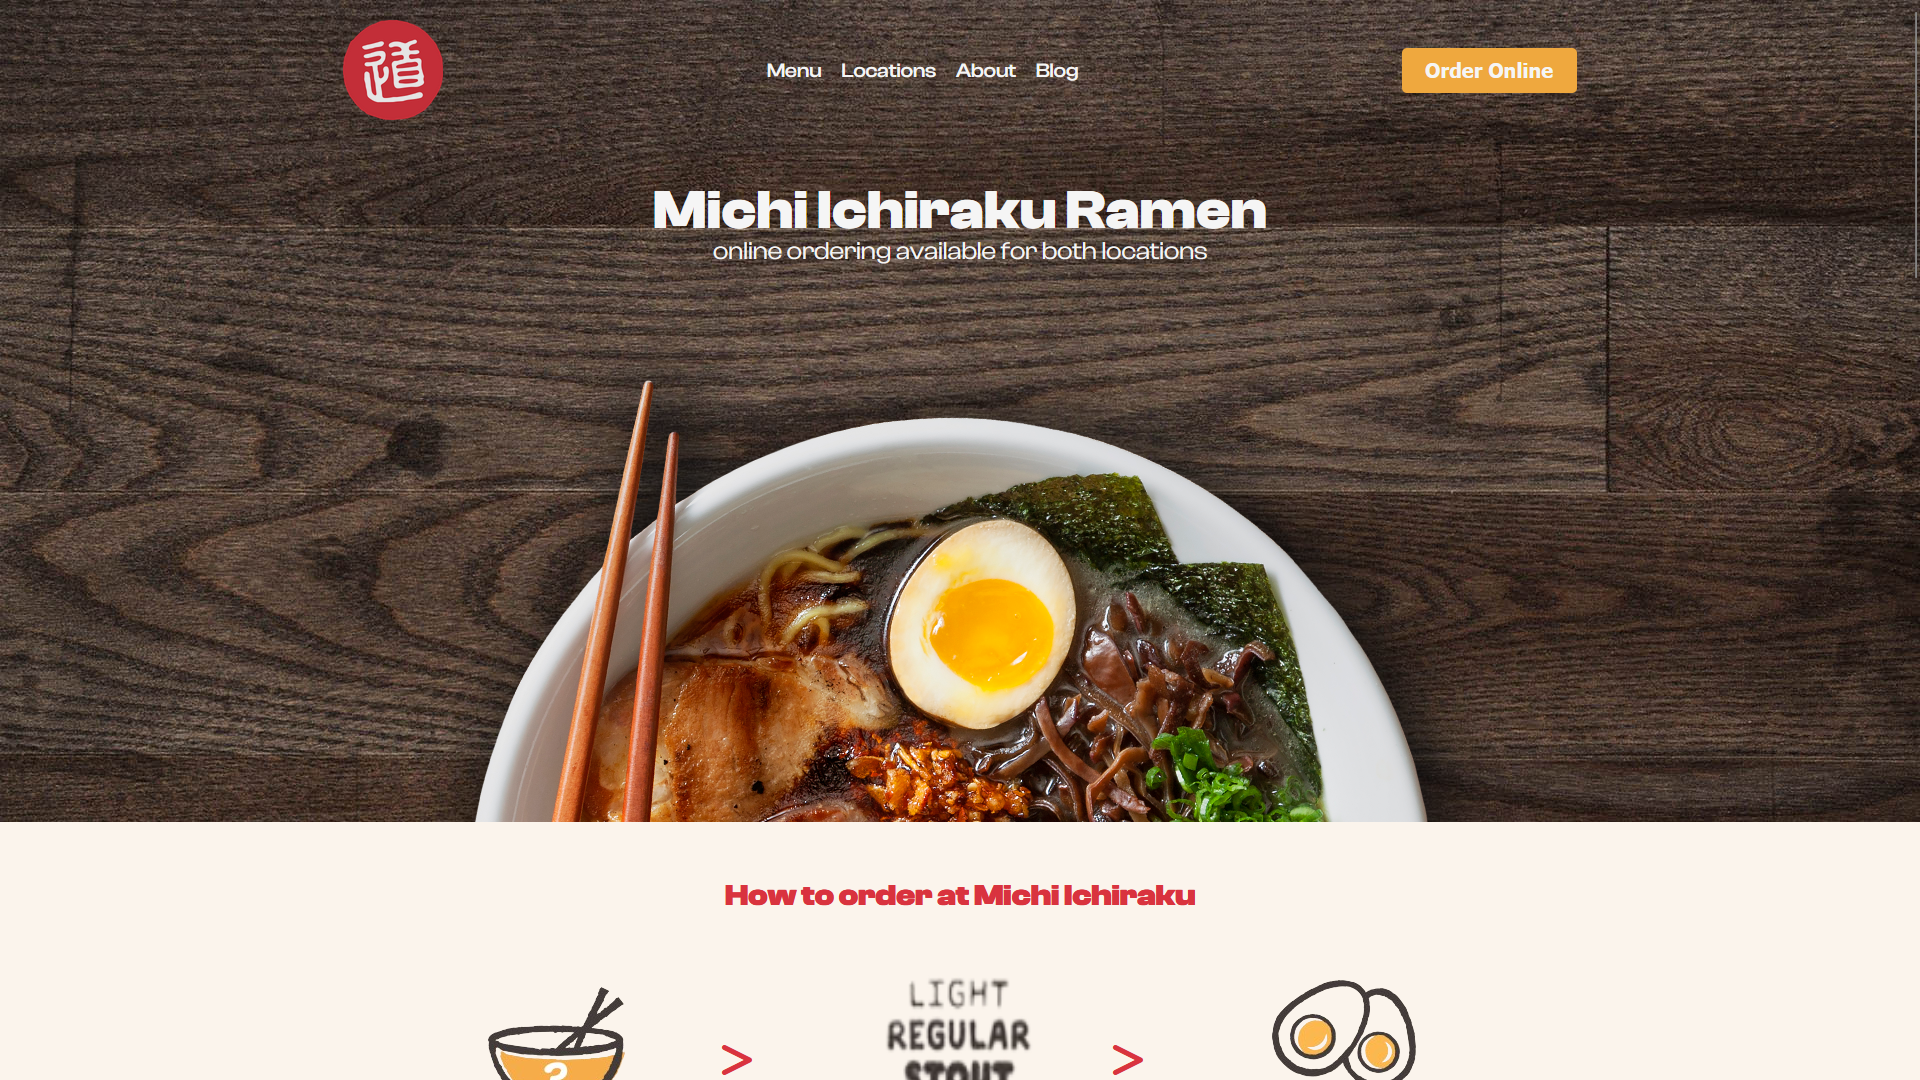 道
Menu Locations About Blog
Order Online
Michi Ichiraku Ramen
online ordering available for both locations
How to order at Michi Ichiraku
LIGHT
REGULAR
STOUT
>
>
?